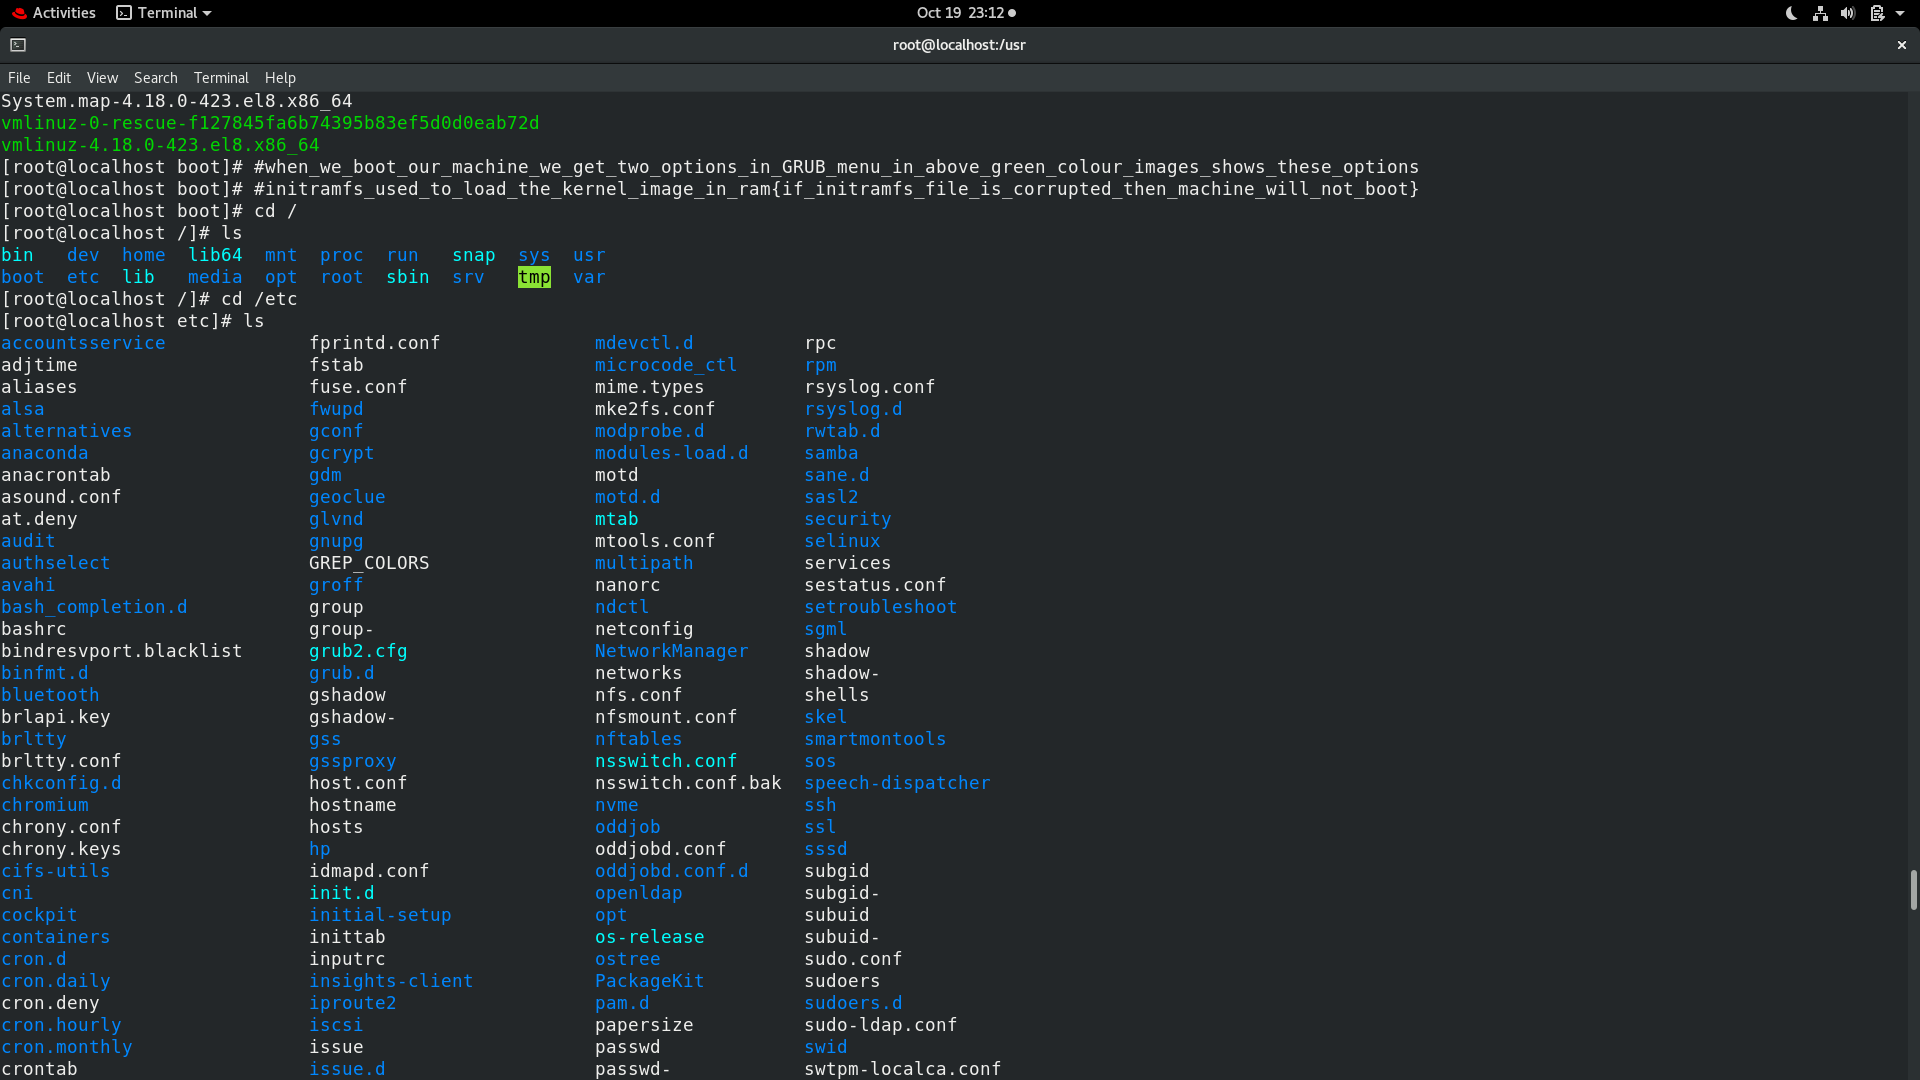 Activities Terminal Oct 19 23:12
root@localhost:/usr
File Edit View Search Terminal Help
System.map-4.18.0-423.el8.x86_64
vmlinuz-0-rescue-f127845fa6b74395b83ef5d0d0eab72d
vmlinuz-4.18.0-423.el8.x86_64
[root@localhost boot]# #when_we_boot_our_machine_we_get_two_options_in_GRUB_menu_in_above_green_colour_images_shows_these_options
[root@localhost boot]# #initramfs_used_to_load_the_kernel_image_in_ram{if_initramfs_file_is_corrupted_then_machine_will_not_boot}
[root@localhost boot]# cd /
[root@localhost /]# ls
bin dev home lib64 mnt proc run snap sys usr
boot etc lib media opt root sbin srv tmp var
[root@localhost /]# cd /etc
[root@localhost etc]# ls
accountsservice fprintd.conf mdevctl.d rpc
adjtime fstab microcode_ctl rpm
aliases fuse.conf mime.types rsyslog.conf
alsa fwupd mke2fs.conf rsyslog.d
alternatives gconf modprobe.d rwtab.d
anaconda gcrypt modules-load.d samba
anacrontab gdm motd sane.d
asound.conf geoclue motd.d sasl2
at.deny glvnd mtab security
audit gnupg mtools.conf selinux
authselect GREP_COLORS multipath services
avahi groff nanorc sestatus.conf
bash_completion.d group ndctl setroubleshoot
bashrc group- netconfig sgml
bindresvport.blacklist grub2.cfg NetworkManager shadow
binfmt.d grub.d networks shadow-
bluetooth gshadow nfs.conf shells
brlapi.key gshadow- nfsmount.conf skel
brltty gss nftables smartmontools
brltty.conf gssproxy nsswitch.conf sos
chkconfig.d host.conf nsswitch.conf.bak speech-dispatcher
chromium hostname nvme ssh
chrony.conf hosts oddjob ssl
chrony.keys hp oddjobd.conf sssd
cifs-utils idmapd.conf oddjobd.conf.d subgid
cni init.d openldap subgid-
cockpit initial-setup opt subuid
containers inittab os-release subuid-
cron.d inputrc ostree sudo.conf
cron.daily insights-client PackageKit sudoers
cron.deny iproute2 pam.d sudoers.d
cron.hourly iscsi papersize sudo-ldap.conf
cron.monthly issue passwd swid
crontab issue.d passwd- swtpm-localca.conf